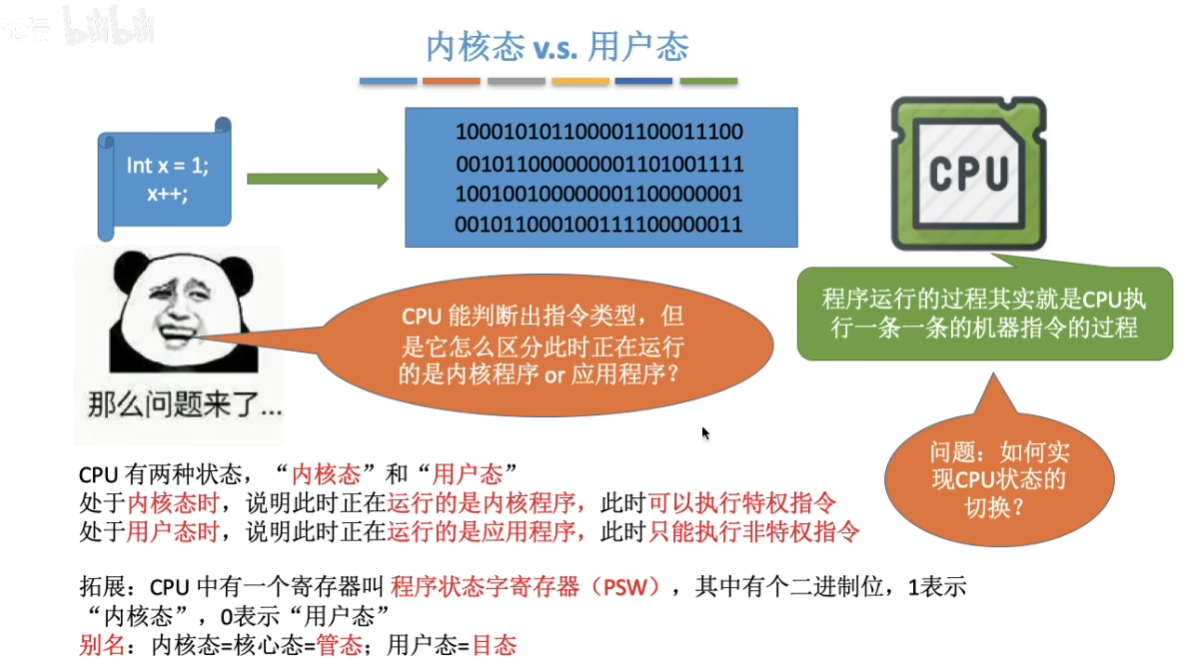 bilibili
内核态 v.s. 用户态
Int x = 1;
x++;
100010101100001100011100
0010110000000001101001111
1001001000000001100000001
0010110001001111100000011
CPU
程序运行的过程其实就是CPU执
行一条一条的机器指令的过程
CPU 能判断出指令类型，但
是它怎么区分此时正在运行
的是内核程序 or 应用程序？
那么问题来了...
问题：如何实
现CPU状态的
切换？
CPU 有两种状态，“内核态”和“用户态”
处于内核态时，说明此时正在运行的是内核程序，此时可以执行特权指令
处于用户态时，说明此时正在运行的是应用程序，此时只能执行非特权指令
拓展：CPU 中有一个寄存器叫 程序状态字寄存器（PSW），其中有个二进制位，1表示
“内核态”，0表示“用户态”
别名：内核态=核心态=管态；用户态=目态